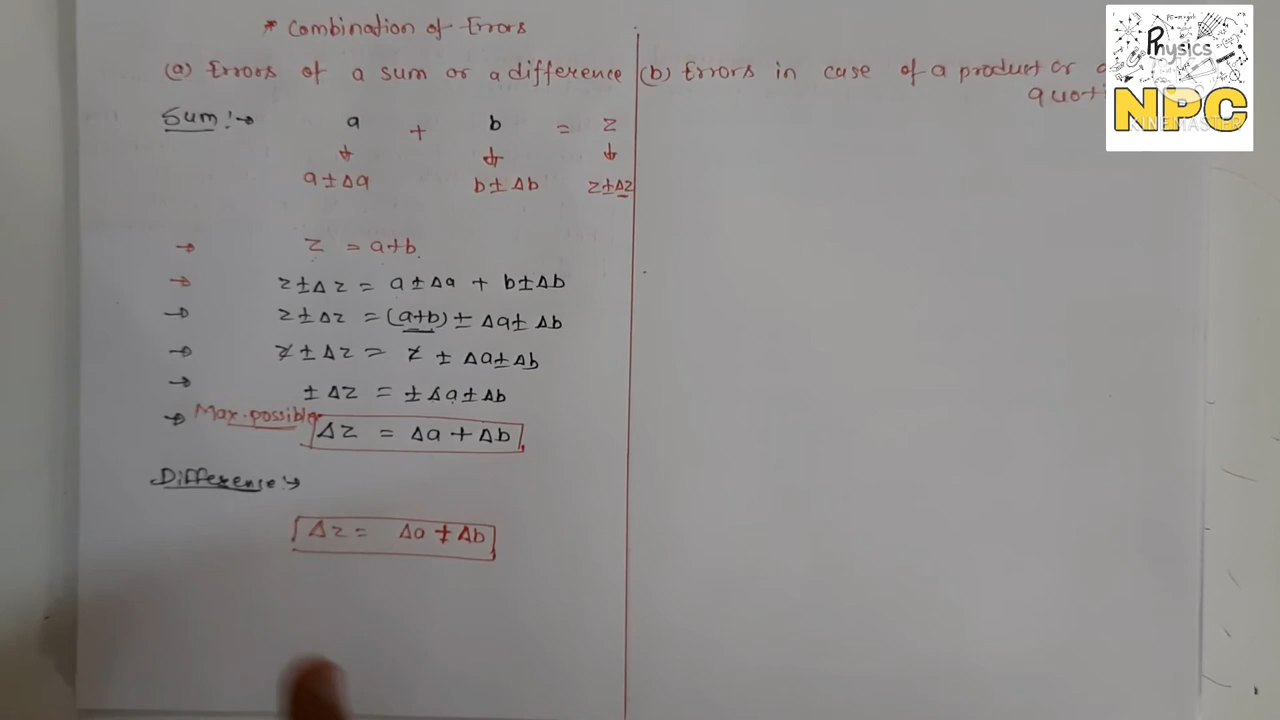 * Combination of Errors
(a) Errors of a sum or a difference
Sum:→ a + b = z
↓ ↓ ↓
a±Δa b±Δb z±Δz
→ z = a+b
→ z±Δz = a±Δa + b±Δb
→ z±Δz = (a+b) ± Δa± Δb
→ z±Δz = z ± Δa±Δb
→ ±Δz = ±Δa±Δb
→ Max.possible Δz = Δa+Δb
Difference:→
Δz = Δa + Δb
(b) Errors in case of a product or a
quoti
Physics
NPC
KINEMASTER